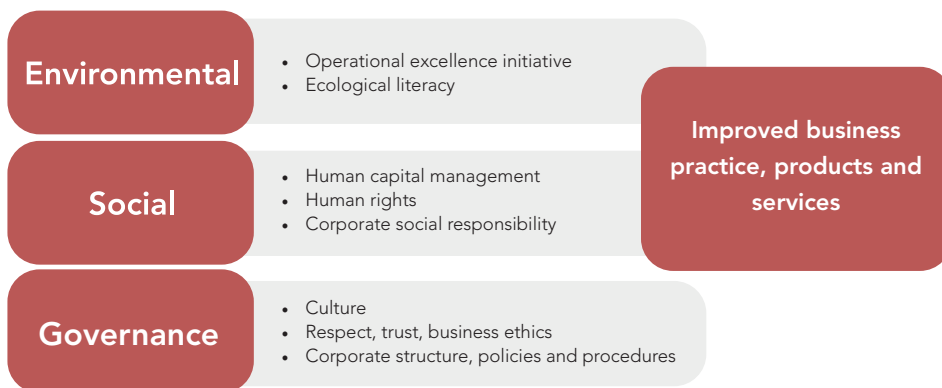 Environmental
• Operational excellence initiative
• Ecological literacy
Social
• Human capital management
• Human rights
• Corporate social responsibility
Governance
• Culture
• Respect, trust, business ethics
• Corporate structure, policies and procedures
Improved business
practice, products and
services